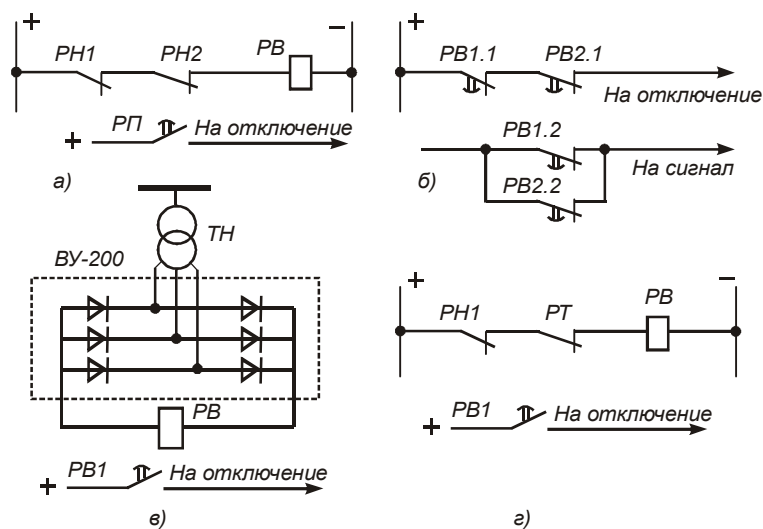 + −
РН1 РН2 РВ
+ РП На отключение
а)
+
РВ1.1 РВ2.1
На отключение
РВ1.2
На сигнал
РВ2.2
б)
ТН
ВУ-200
РВ
+ РВ1 На отключение
в)
+ −
РН1 РТ РВ
+ РВ1 На отключение
г)